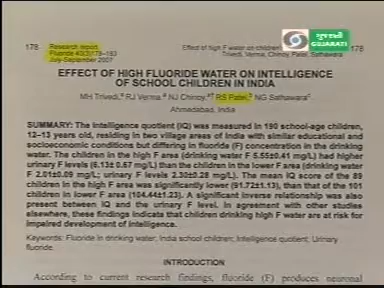 178
Research report
Fluoride 40(3)178–183
July-September 2007
Effect of high F water on children
Trivedi, Verma, Chinoy, Patel, Sathawara
178
ગુજરાતી
GUJARATI
EFFECT OF HIGH FLUORIDE WATER ON INTELLIGENCE
OF SCHOOL CHILDREN IN INDIA
MH Trivedi, RJ Verma, NJ Chinoy, RS Patel, NG Sathawara
Ahmedabad, India
SUMMARY: The intelligence quotient (IQ) was measured in 190 school-age children,
12–13 years old, residing in two village areas of India with similar educational and
socioeconomic conditions but differing in fluoride (F) concentration in the drinking
water. The children in the high F area (drinking water F 5.55±0.41 mg/L) had higher
urinary F levels (6.13±0.67 mg/L) than the children in the lower F area (drinking water
F 2.01±0.09 mg/L; urinary F levels 2.30±0.28 mg/L). The mean IQ score of the 89
children in the high F area was significantly lower (91.72±1.13), than that of the 101
children in lower F area (104.44±1.23). A significant inverse relationship was also
present between IQ and the urinary F level. In agreement with other studies
elsewhere, these findings indicate that children drinking high F water are at risk for
impaired development of intelligence.
Keywords: Fluoride in drinking water; India school children; Intelligence quotient; Urinary
fluoride.
INTRODUCTION
According to current research findings, fluoride (F) produces neuronal